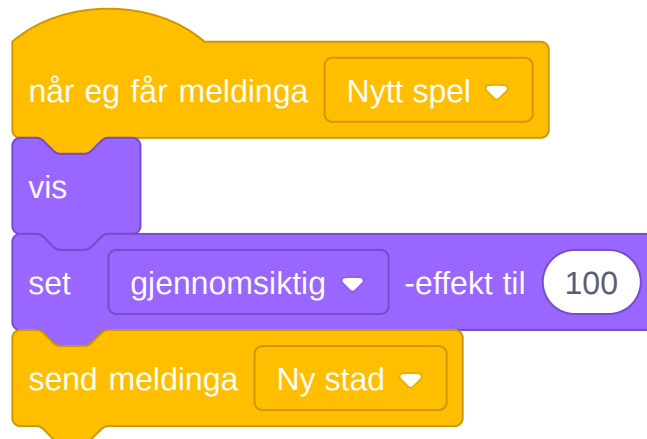 når eg får meldinga Nytt spel
vis
set gjennomsiktig -effekt til 100
send meldinga Ny stad